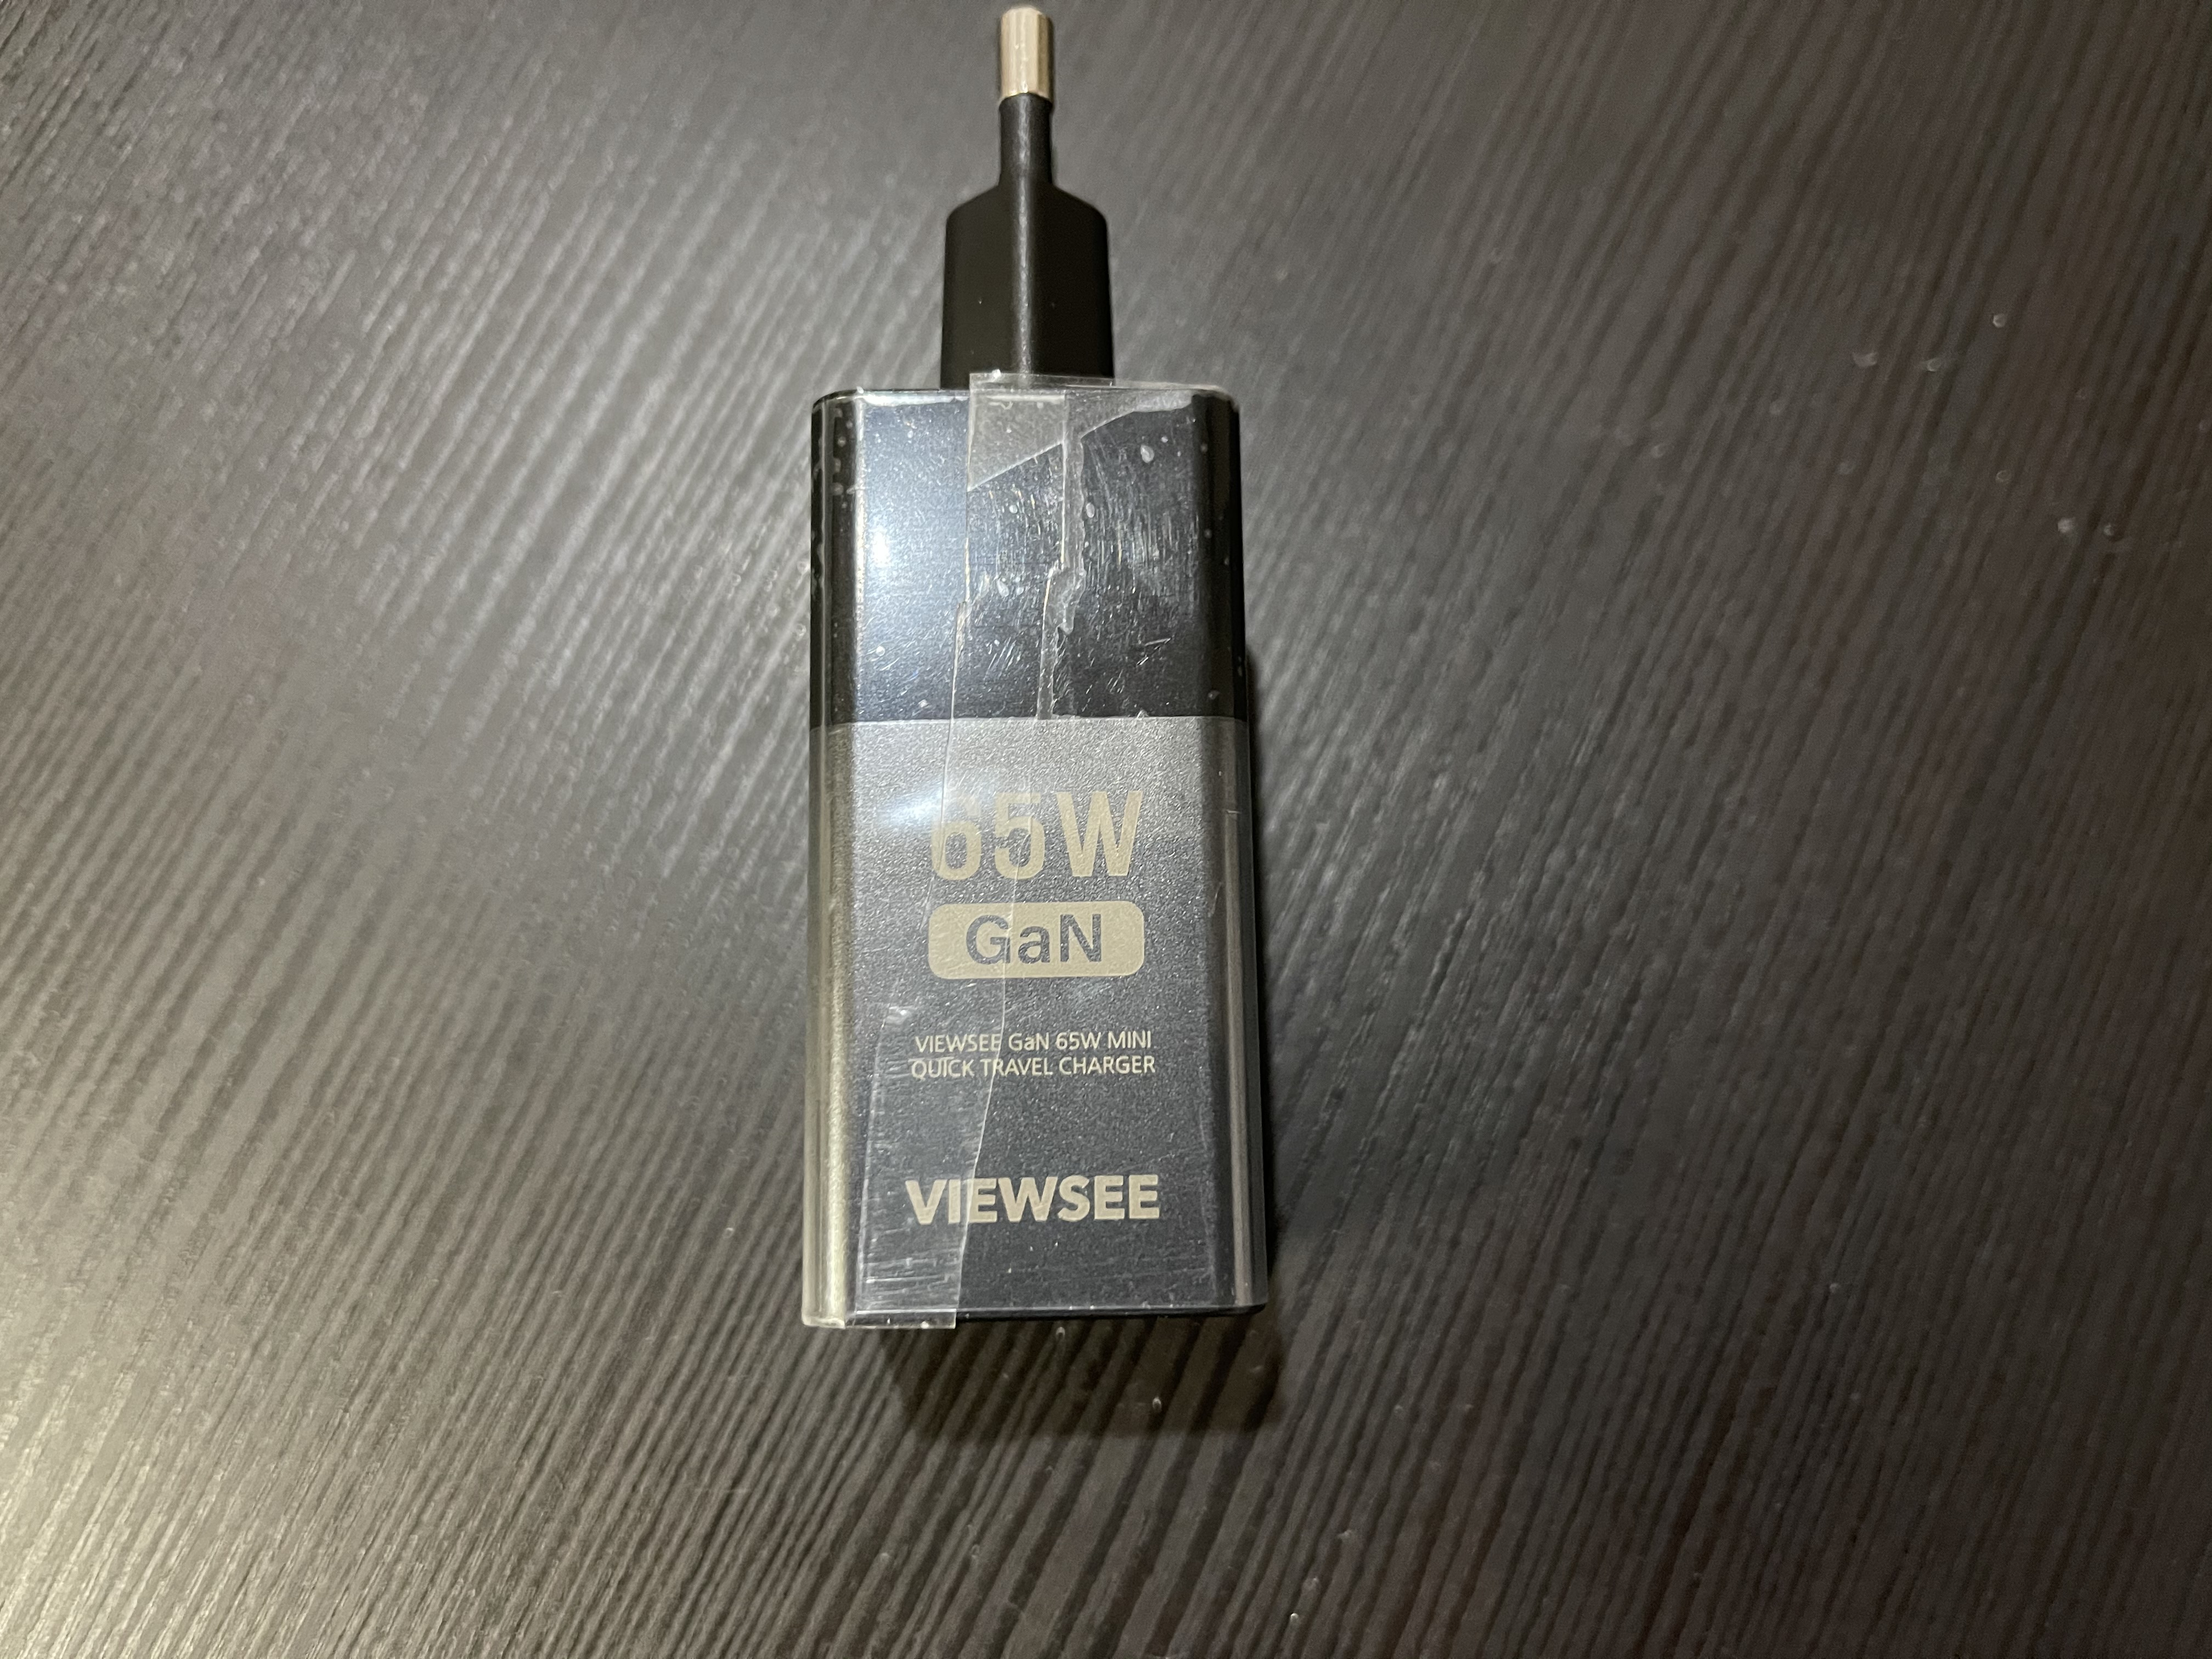 65W
GaN
VIEWSEE GaN 65W MINI
QUICK TRAVEL CHARGER
VIEWSEE